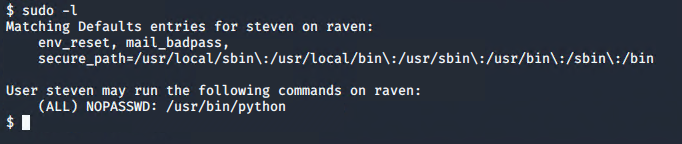 $ sudo -l
Matching Defaults entries for steven on raven:
    env_reset, mail_badpass,
    secure_path=/usr/local/sbin\:/usr/local/bin\:/usr/sbin\:/usr/bin\:/sbin\:/bin

User steven may run the following commands on raven:
    (ALL) NOPASSWD: /usr/bin/python
$